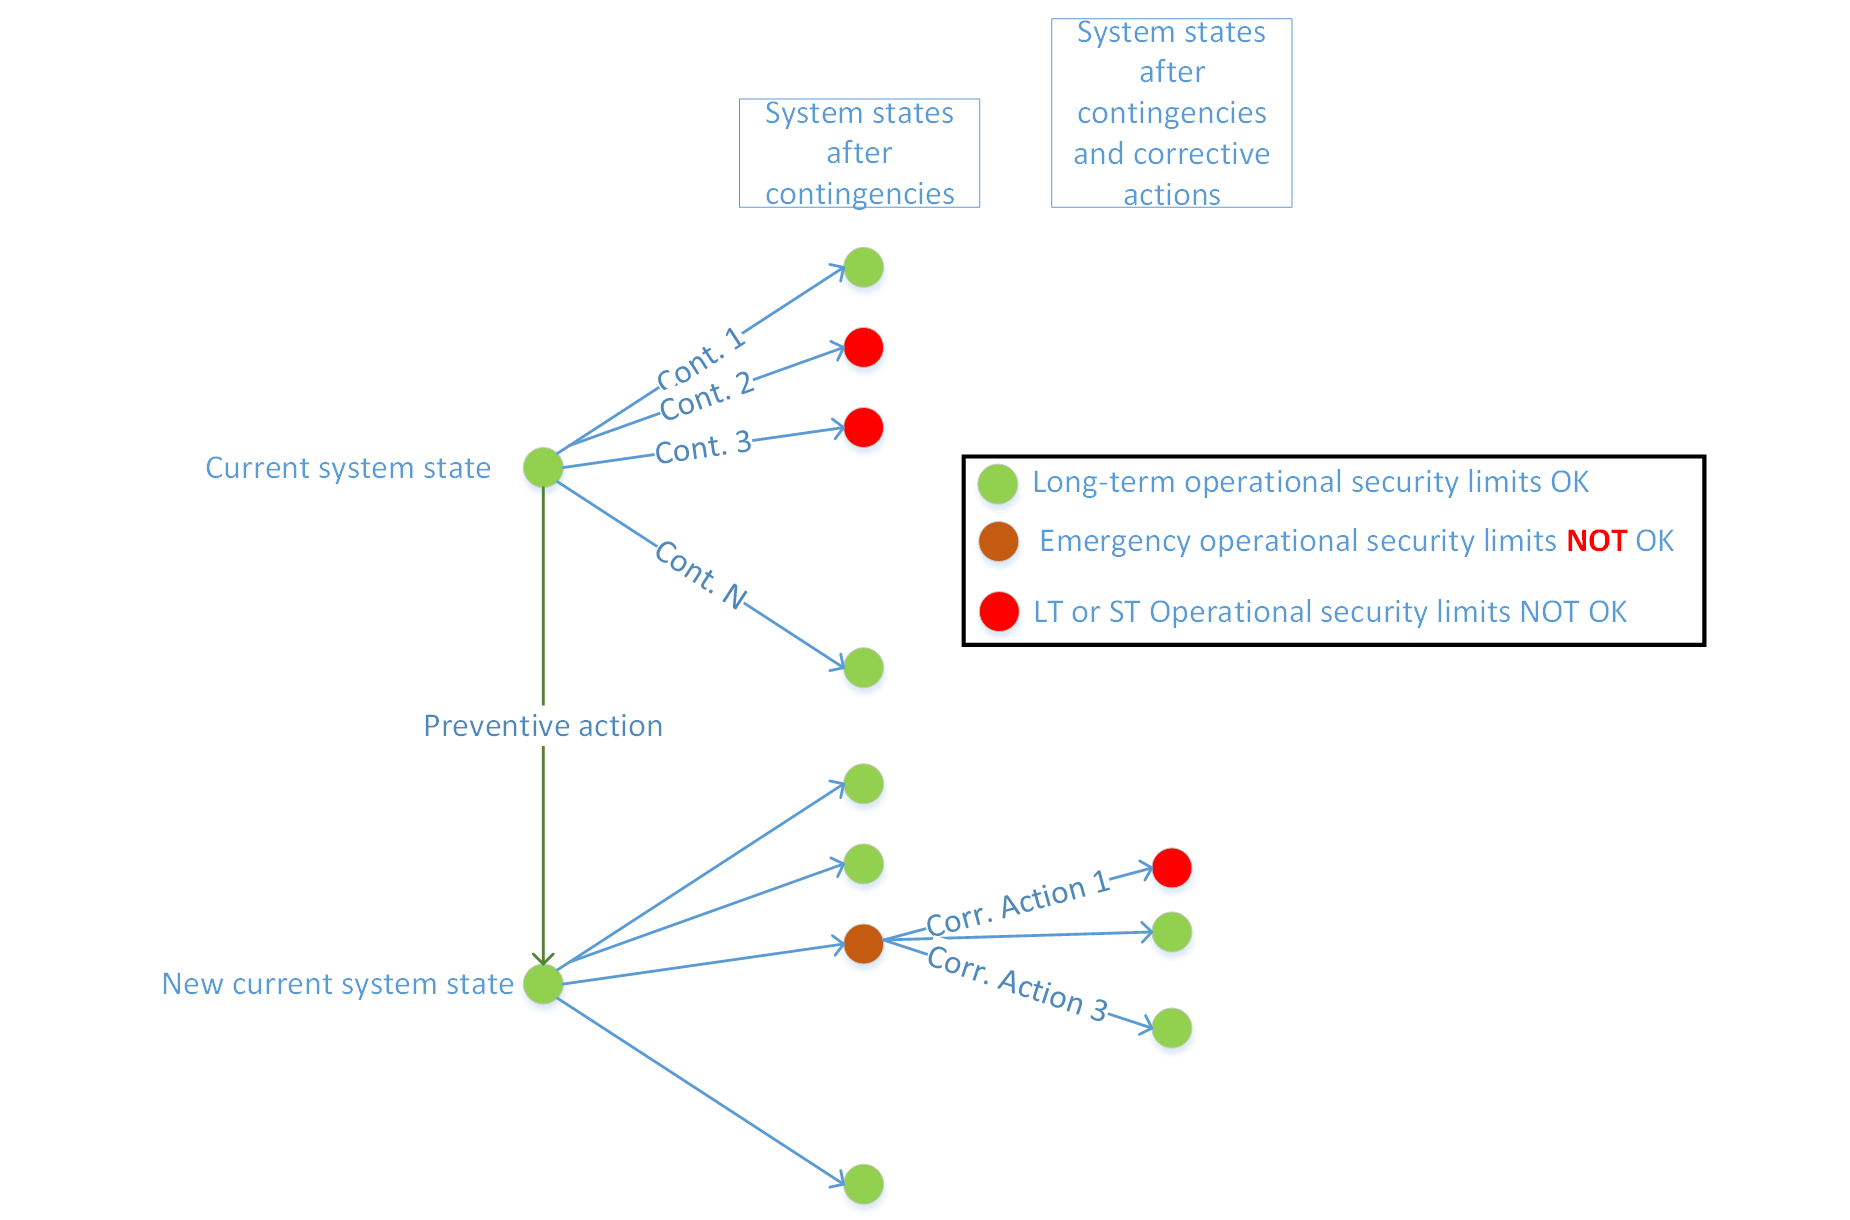 System states
after
contingencies
and corrective
actions
System states
after
contingencies
Cont. 1
Cont. 2
Cont. 3
Current system state
Long-term operational security limits OK
Emergency operational security limits NOT OK
Cont. N
LT or ST Operational security limits NOT OK
Preventive action
Corr. Action 1
Corr. Action 3
New current system state